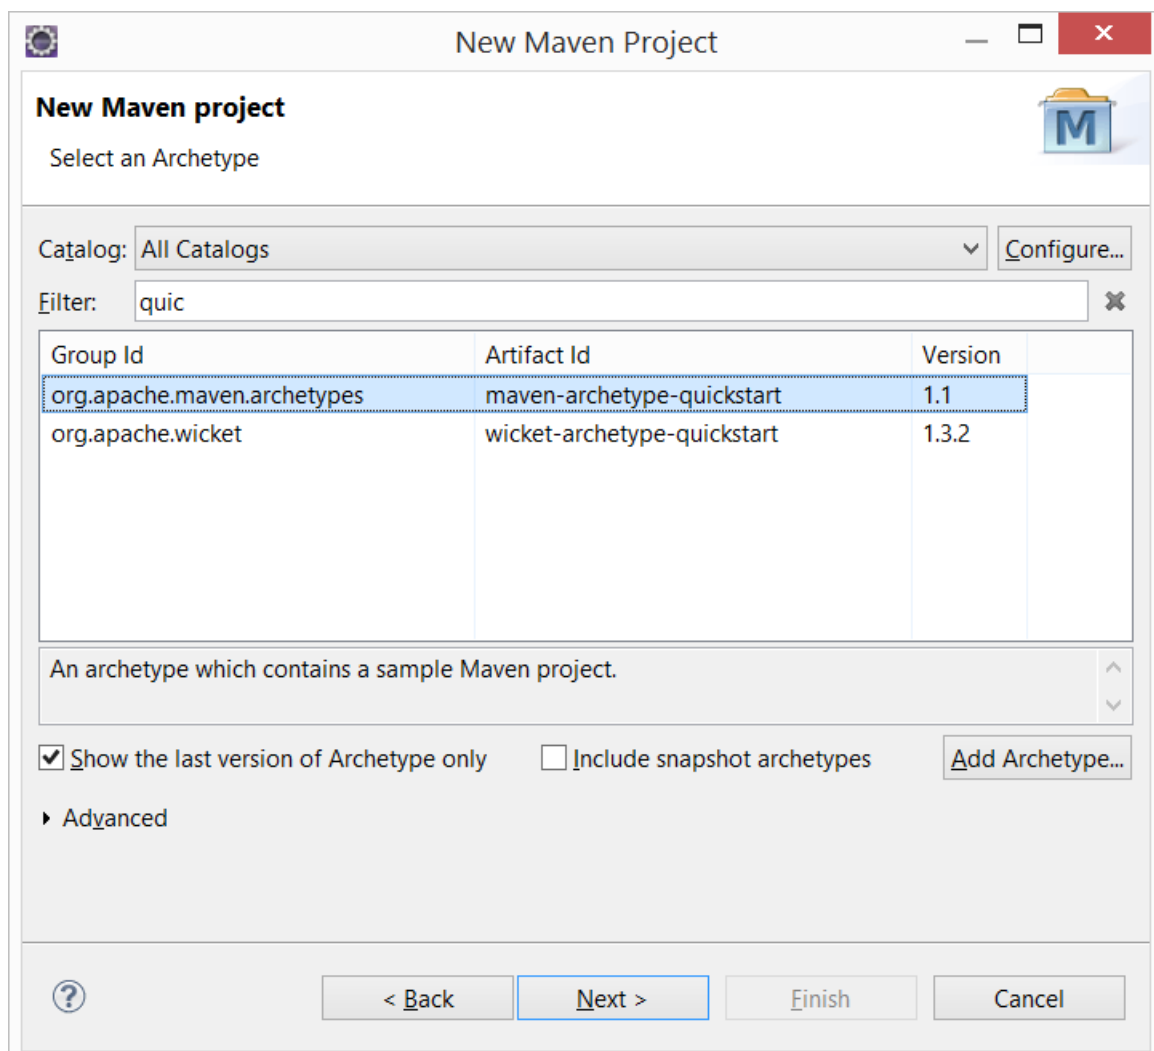 New Maven Project
New Maven project
M
Select an Archetype
Catalog: All Catalogs Configure...
Filter: quic
Group Id Artifact Id Version
org.apache.maven.archetypes maven-archetype-quickstart 1.1
org.apache.wicket wicket-archetype-quickstart 1.3.2
An archetype which contains a sample Maven project.
Show the last version of Archetype only Include snapshot archetypes Add Archetype...
Advanced
? < Back Next > Finish Cancel